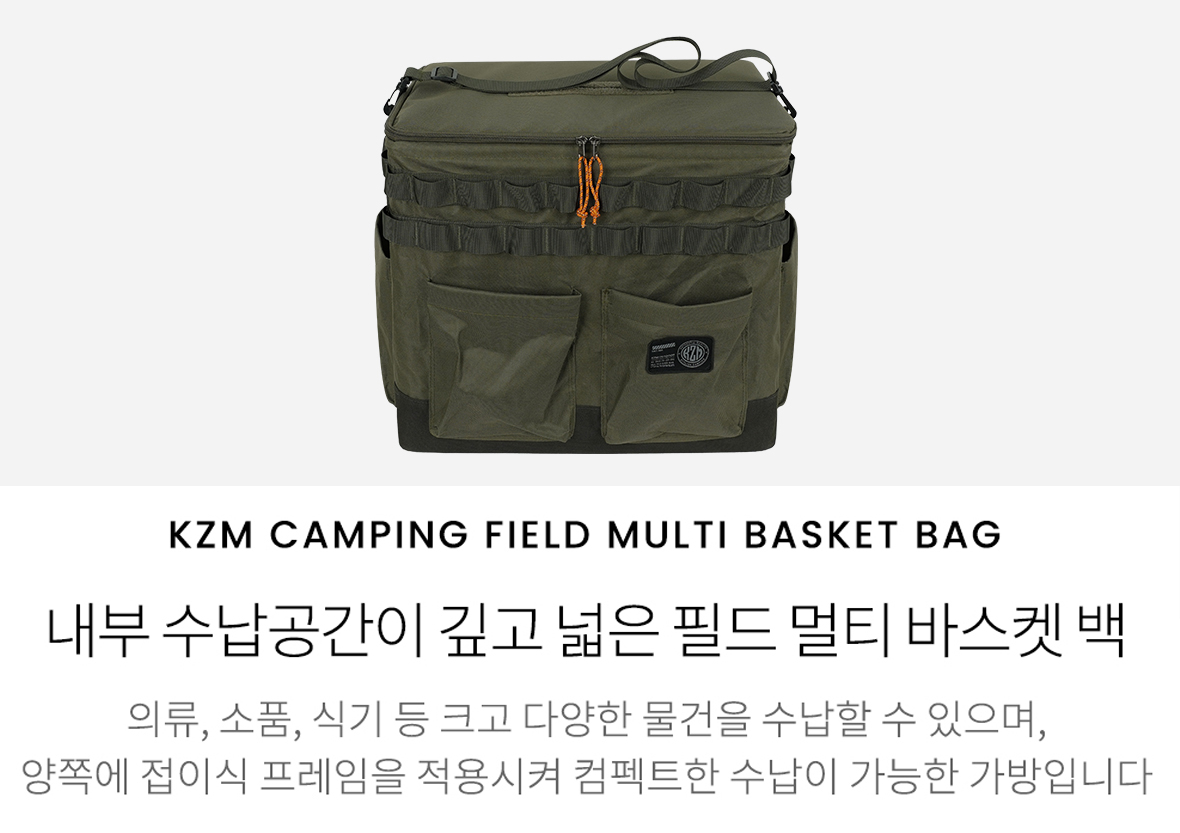 KZM
KZM CAMPING FIELD MULTI BASKET BAG
내부 수납공간이 깊고 넓은 필드 멀티 바스켓 백
의류, 소품, 식기 등 크고 다양한 물건을 수납할 수 있으며,
양쪽에 접이식 프레임을 적용시켜 컴펙트한 수납이 가능한 가방입니다